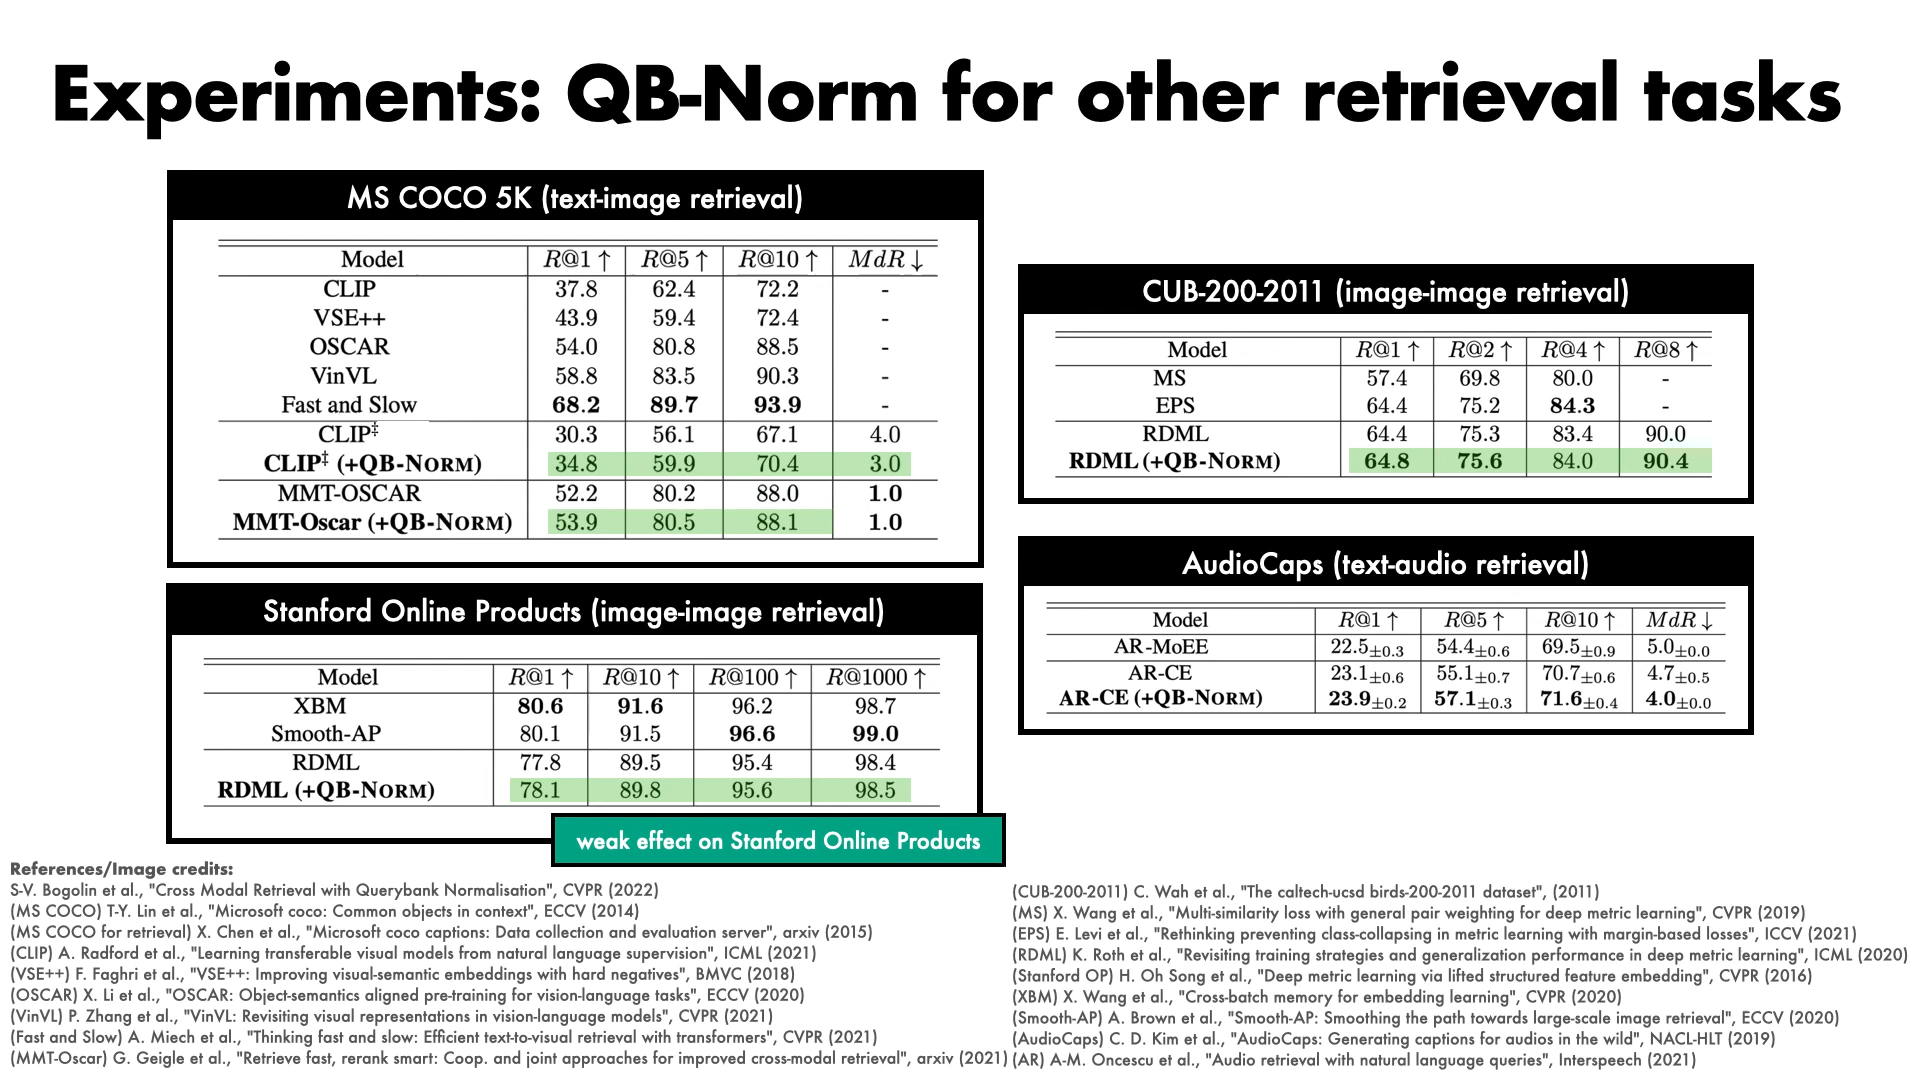 Experiments: QB-Norm for other retrieval tasks
MS COCO 5K (text-image retrieval)
Model R@1 ↑ R@5 ↑ R@10 ↑ MdR ↓
CLIP 37.8 62.4 72.2 -
VSE++ 43.9 59.4 72.4 -
OSCAR 54.0 80.8 88.5 -
VinVL 58.8 83.5 90.3 -
Fast and Slow 68.2 89.7 93.9 -
CLIP‡ 30.3 56.1 67.1 4.0
CLIP‡ (+QB-NORM) 34.8 59.9 70.4 3.0
MMT-OSCAR 52.2 80.2 88.0 1.0
MMT-Oscar (+QB-NORM) 53.9 80.5 88.1 1.0
Stanford Online Products (image-image retrieval)
Model R@1 ↑ R@10 ↑ R@100 ↑ R@1000 ↑
XBM 80.6 91.6 96.2 98.7
Smooth-AP 80.1 91.5 96.6 99.0
RDML 77.8 89.5 95.4 98.4
RDML (+QB-NORM) 78.1 89.8 95.6 98.5
weak effect on Stanford Online Products
CUB-200-2011 (image-image retrieval)
Model R@1 ↑ R@2 ↑ R@4 ↑ R@8 ↑
MS 57.4 69.8 80.0 -
EPS 64.4 75.2 84.3 -
RDML 64.4 75.3 83.4 90.0
RDML (+QB-NORM) 64.8 75.6 84.0 90.4
AudioCaps (text-audio retrieval)
Model R@1 ↑ R@5 ↑ R@10 ↑ MdR ↓
AR-MoEE 22.5±0.3 54.4±0.6 69.5±0.9 5.0±0.0
AR-CE 23.1±0.6 55.1±0.7 70.7±0.6 4.7±0.5
AR-CE (+QB-NORM) 23.9±0.2 57.1±0.3 71.6±0.4 4.0±0.0
References/Image credits:
S-V. Bogolin et al., "Cross Modal Retrieval with Querybank Normalisation", CVPR (2022)
(MS COCO) T-Y. Lin et al., "Microsoft coco: Common objects in context", ECCV (2014)
(MS COCO for retrieval) X. Chen et al., "Microsoft coco captions: Data collection and evaluation server", arxiv (2015)
(CLIP) A. Radford et al., "Learning transferable visual models from natural language supervision", ICML (2021)
(VSE++) F. Faghri et al., "VSE++: Improving visual-semantic embeddings with hard negatives", BMVC (2018)
(OSCAR) X. Li et al., "OSCAR: Object-semantics aligned pre-training for vision-language tasks", ECCV (2020)
(VinVL) P. Zhang et al., "VinVL: Revisiting visual representations in vision-language models", CVPR (2021)
(Fast and Slow) A. Miech et al., "Thinking fast and slow: Efficient text-to-visual retrieval with transformers", CVPR (2021)
(MMT-Oscar) G. Geigle et al., "Retrieve fast, rerank smart: Coop. and joint approaches for improved cross-modal retrieval", arxiv (2021)
(CUB-200-2011) C. Wah et al., "The caltech-ucsd birds-200-2011 dataset", (2011)
(MS) X. Wang et al., "Multi-similarity loss with general pair weighting for deep metric learning", CVPR (2019)
(EPS) E. Levi et al., "Rethinking preventing class-collapsing in metric learning with margin-based losses", ICCV (2021)
(RDML) K. Roth et al., "Revisiting training strategies and generalization performance in deep metric learning", ICML (2020)
(Stanford OP) H. Oh Song et al., "Deep metric learning via lifted structured feature embedding", CVPR (2016)
(XBM) X. Wang et al., "Cross-batch memory for embedding learning", CVPR (2020)
(Smooth-AP) A. Brown et al., "Smooth-AP: Smoothing the path towards large-scale image retrieval", ECCV (2020)
(AudioCaps) C. D. Kim et al., "AudioCaps: Generating captions for audios in the wild", NACL-HLT (2019)
(AR) A-M. Oncescu et al., "Audio retrieval with natural language queries", Interspeech (2021)